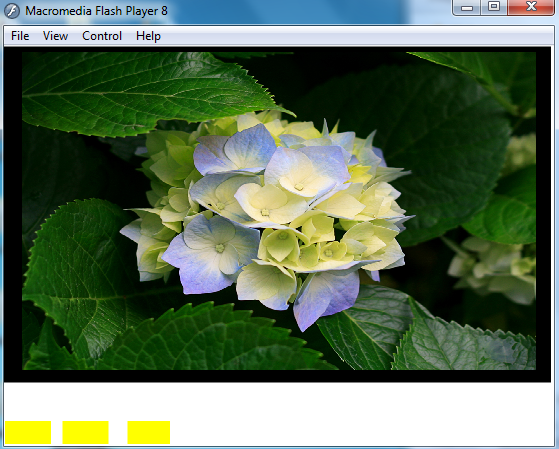 Macromedia Flash Player 8
File View Control Help